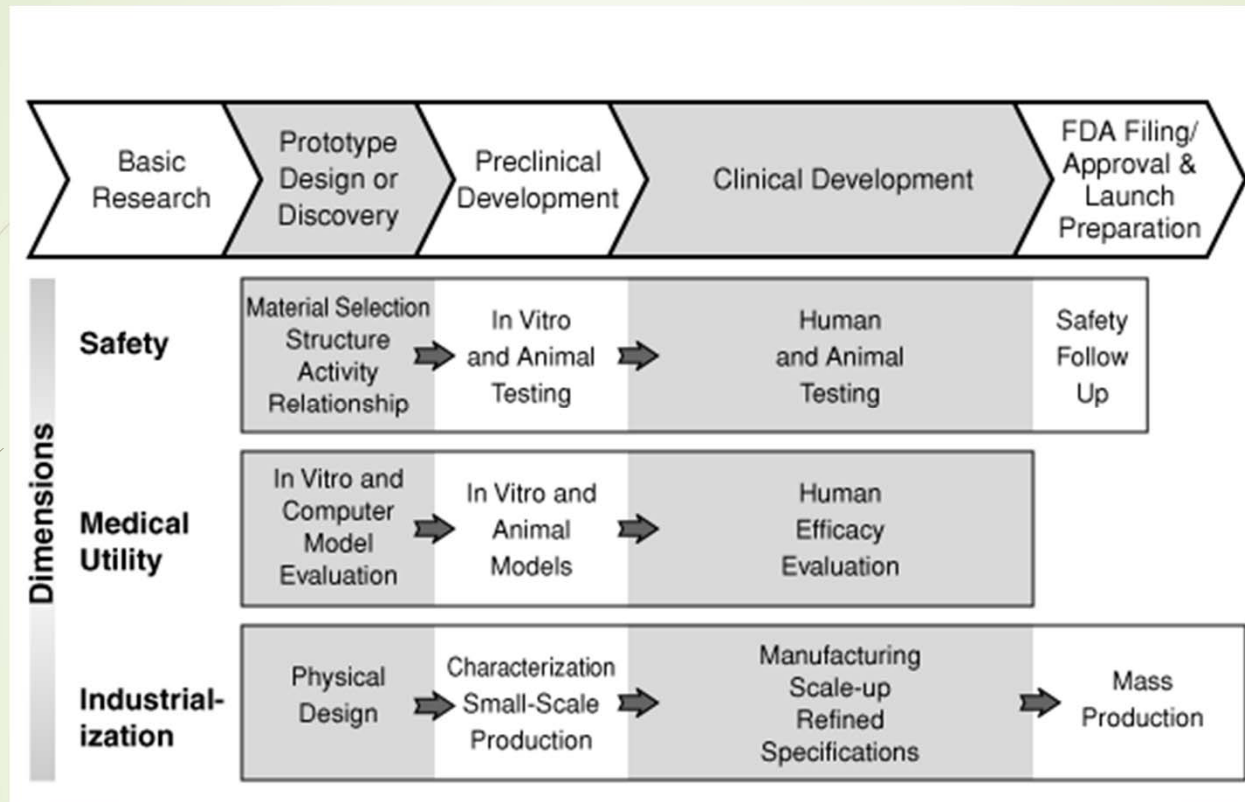 Basic
Research
Prototype
Design or
Discovery
Preclinical
Development
Clinical Development
FDA Filing/
Approval &
Launch
Preparation
Dimensions
Safety
Material Selection
Structure
Activity
Relationship
In Vitro
and Animal
Testing
Human
and Animal
Testing
Safety
Follow
Up
Medical
Utility
In Vitro and
Computer
Model
Evaluation
In Vitro and
Animal
Models
Human
Efficacy
Evaluation
Industrial-
ization
Physical
Design
Characterization
Small-Scale
Production
Manufacturing
Scale-up
Refined
Specifications
Mass
Production